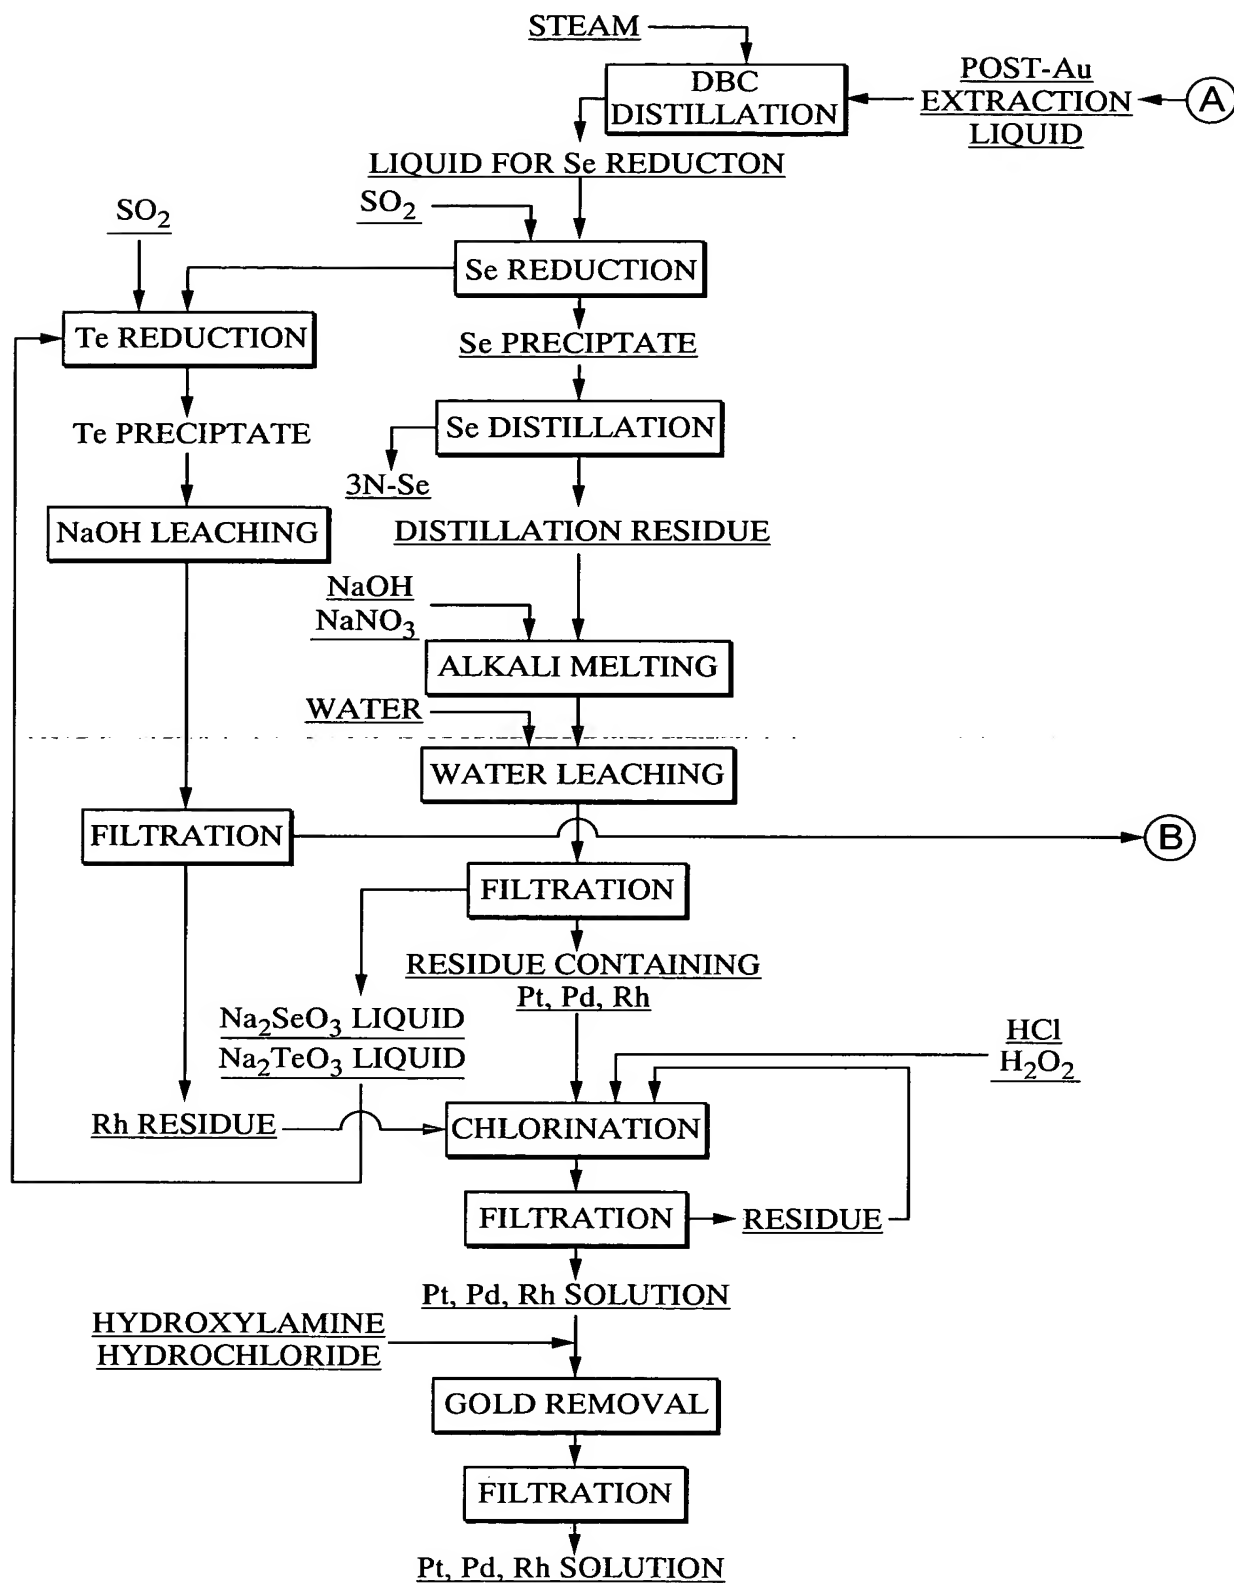 STEAM
DBC
DISTILLATION
POST-Au
EXTRACTION
LIQUID
A
LIQUID FOR Se REDUCTON
SO2
SO2
Se REDUCTION
Te REDUCTION
Se PRECIPTATE
Te PRECIPTATE
Se DISTILLATION
3N-Se
NaOH LEACHING
DISTILLATION RESIDUE
NaOH
NaNO3
ALKALI MELTING
WATER
WATER LEACHING
FILTRATION
B
FILTRATION
RESIDUE CONTAINING
Pt, Pd, Rh
Na2SeO3 LIQUID
Na2TeO3 LIQUID
HCl
H2O2
Rh RESIDUE
CHLORINATION
FILTRATION
RESIDUE
Pt, Pd, Rh SOLUTION
HYDROXYLAMINE
HYDROCHLORIDE
GOLD REMOVAL
FILTRATION
Pt, Pd, Rh SOLUTION